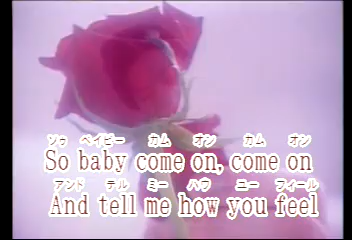 ソゥ ベイビー カム オン カム オン
So baby come on, come on
アンド テル ミー ハウ ニー フィール
And tell me how you feel